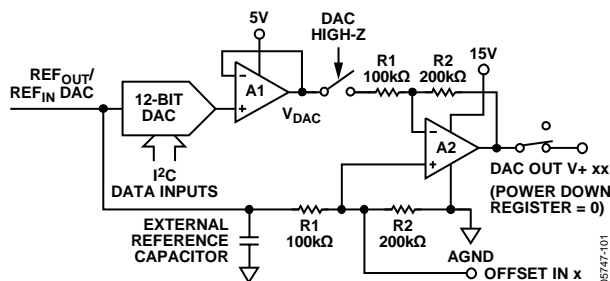 5V
DAC
HIGH-Z
R1
100kΩ
R2
200kΩ
15V
REFOUT/
REFIN DAC
12-BIT
DAC
A1
VDAC
A2
I2C
DATA INPUTS
DAC OUT V+ xx
(POWER DOWN
REGISTER = 0)
EXTERNAL
REFERENCE
CAPACITOR
R1
100kΩ
R2
200kΩ
AGND
OFFSET IN x
05747-101